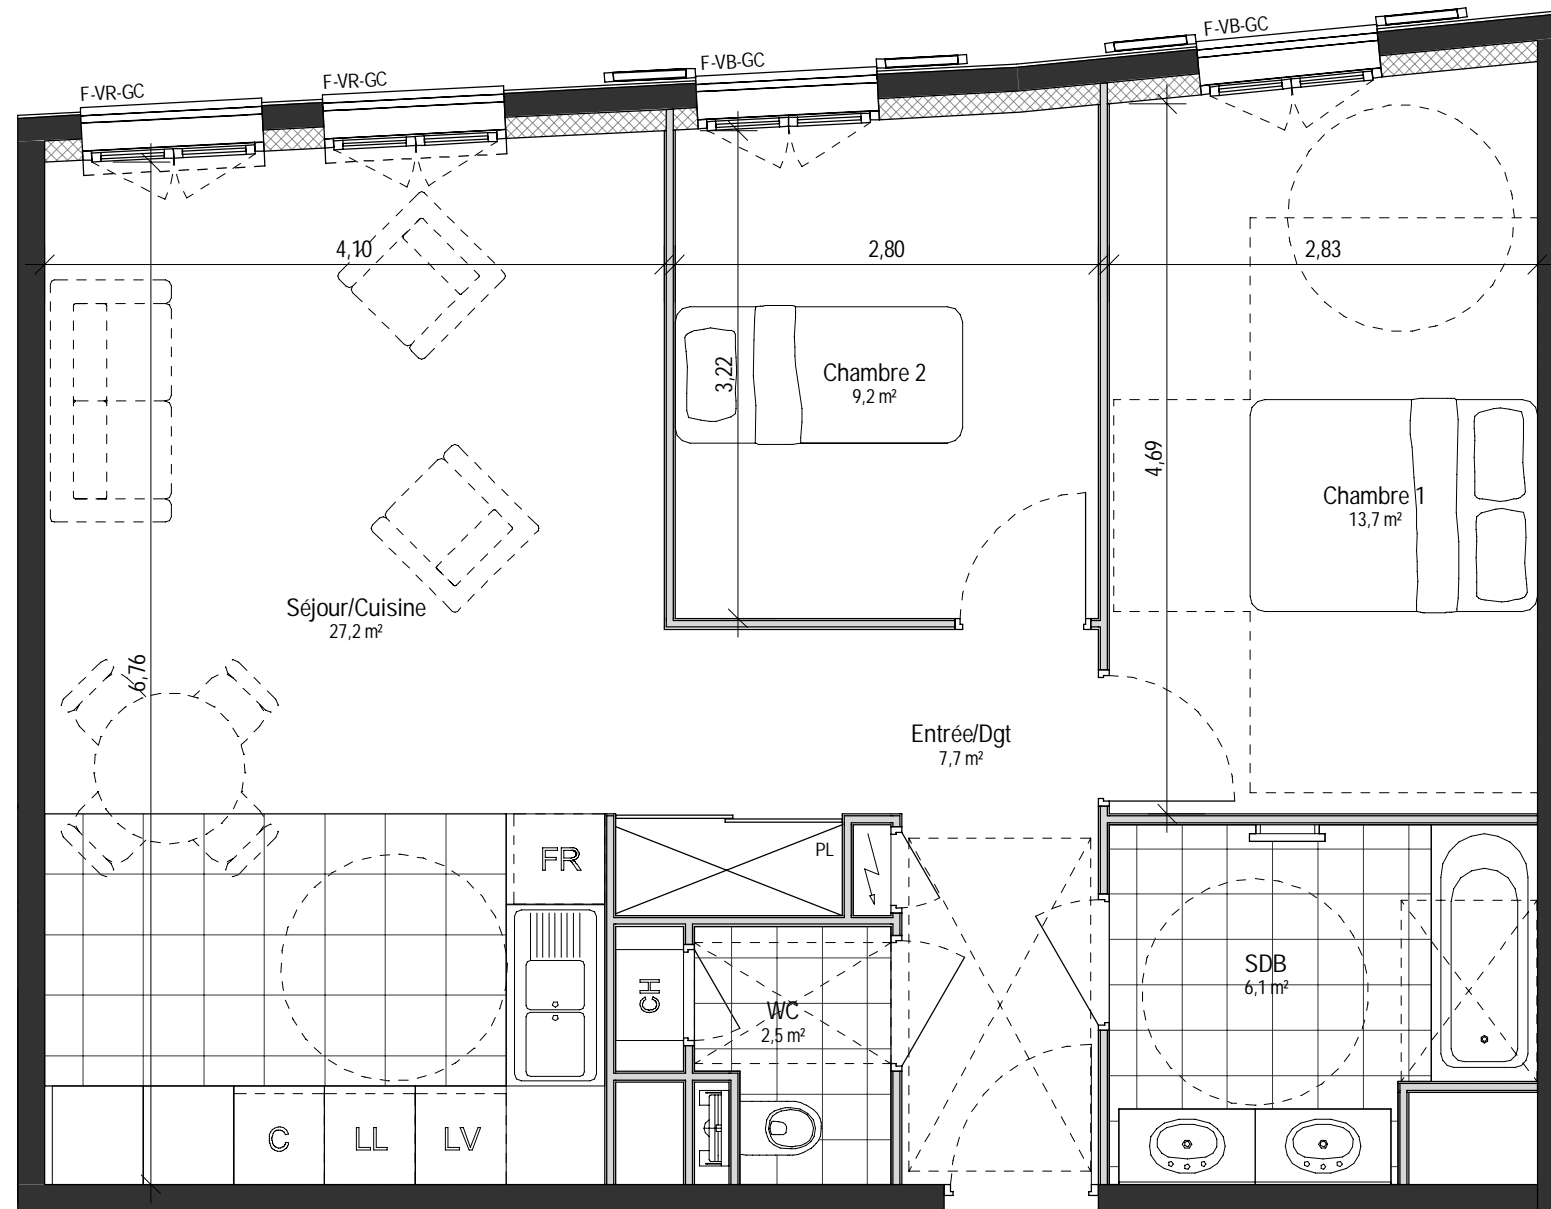 F-VR-GC
F-VR-GC
F-VB-GC
F-VB-GC
4,10
2,80
2,83
3,22
Chambre 2
9,2 m²
4,69
Chambre 1
13,7 m²
Séjour/Cuisine
27,2 m²
6,76
Entrée/Dgt
7,7 m²
PL
FR
CH
WC
2,5 m²
SDB
6,1 m²
C
LL
LV